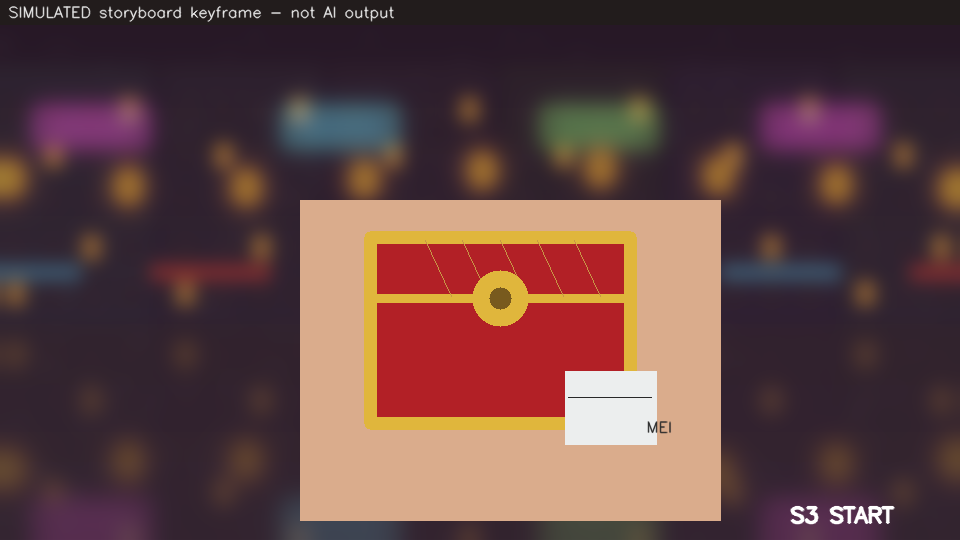 SIMULATED storyboard keyframe — not AI output
MEI
S3 START